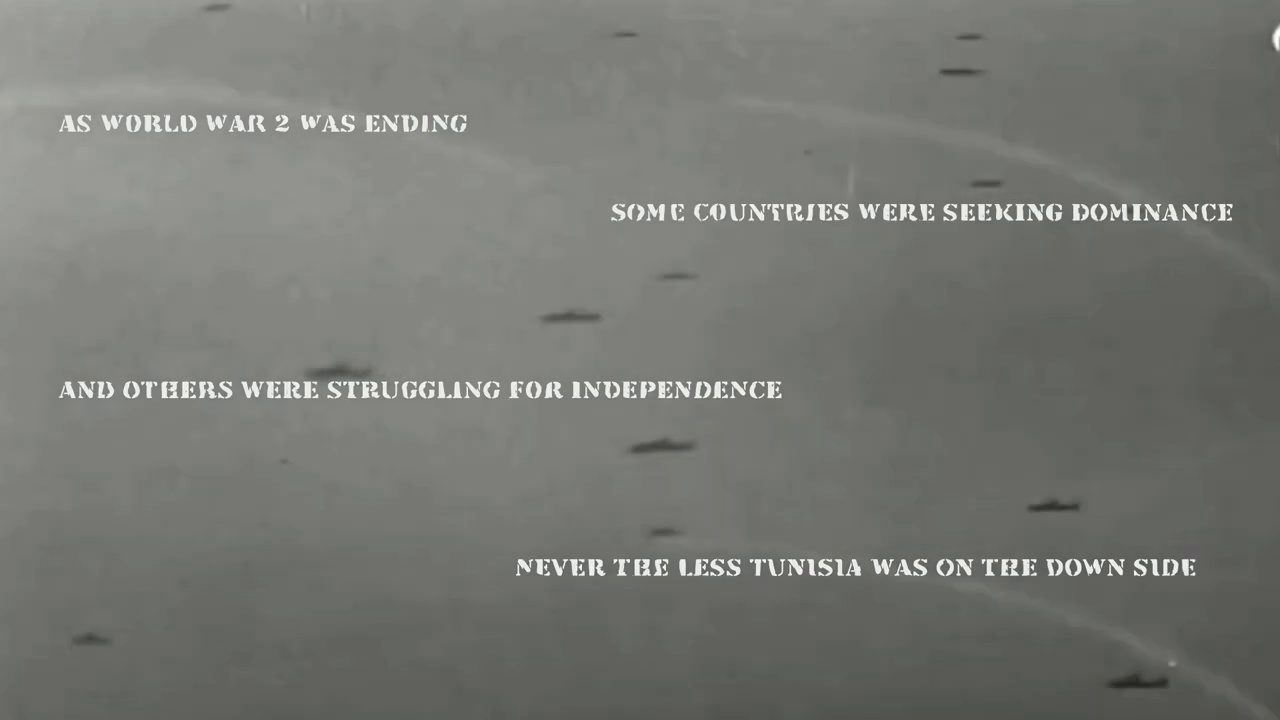 AS WORLD WAR 2 WAS ENDING
SOME COUNTRIES WERE SEEKING DOMINANCE
AND OTHERS WERE STRUGGLING FOR INDEPENDENCE
NEVER THE LESS TUNISIA WAS ON THE DOWN SIDE